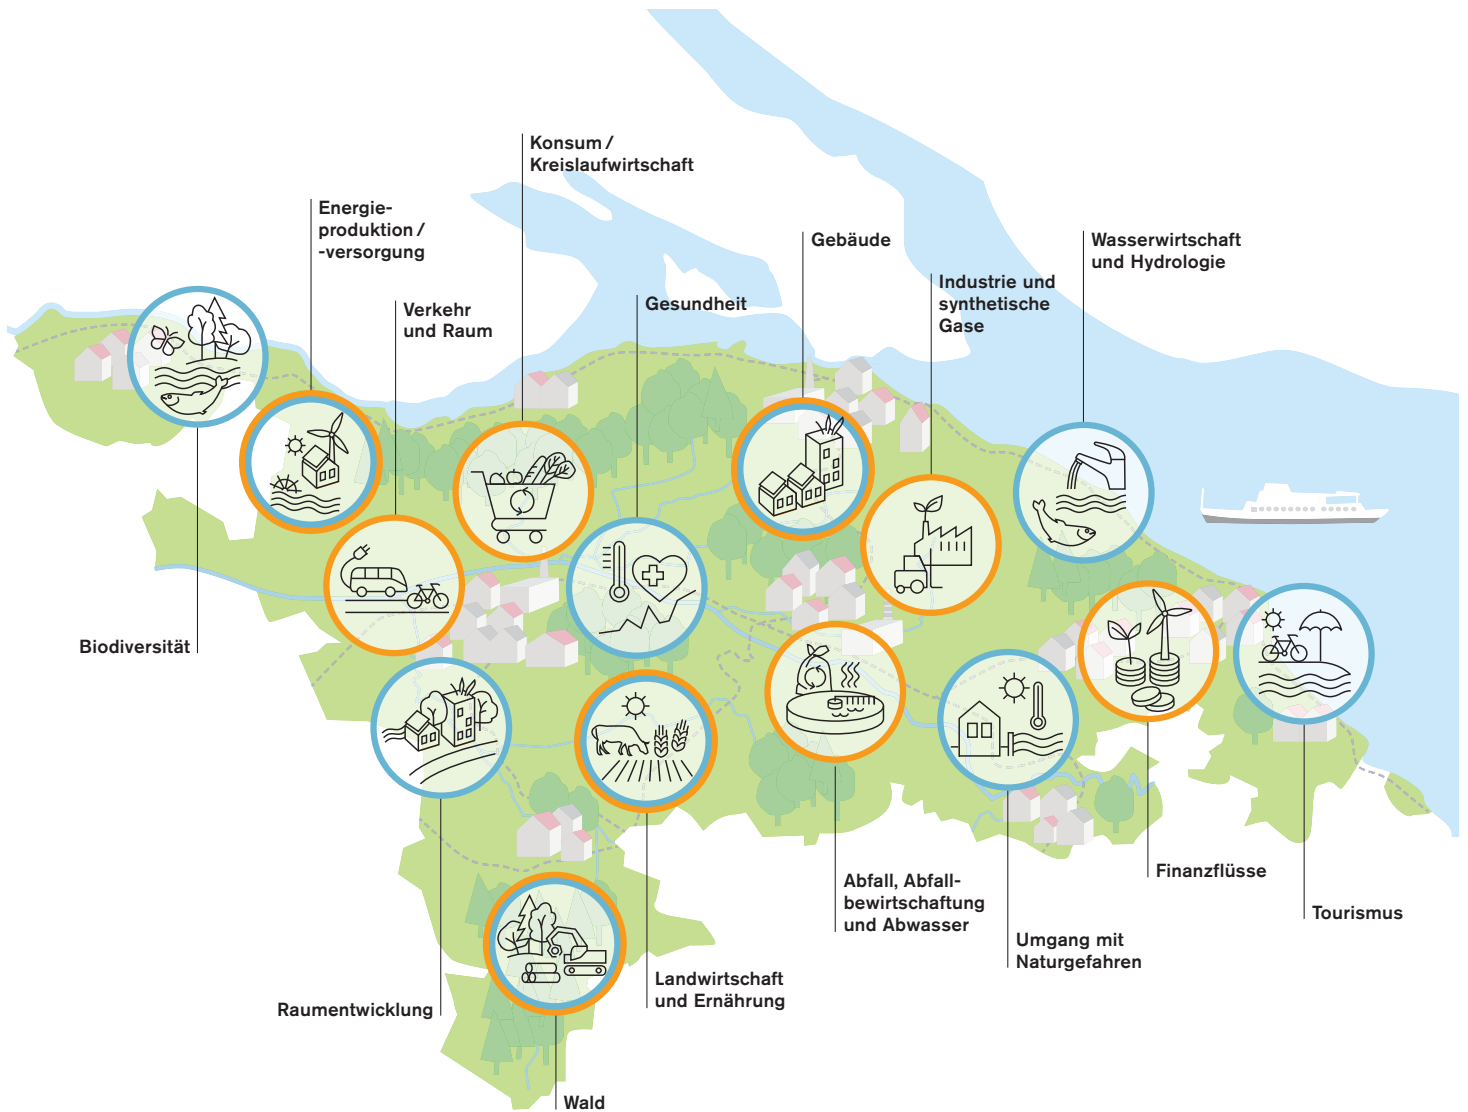 Konsum /
Kreislaufwirtschaft
Energie-
produktion /
-versorgung
Verkehr
und Raum
Gesundheit
Gebäude
Industrie und
synthetische
Gase
Wasserwirtschaft
und Hydrologie
Biodiversität
Raumentwicklung
Wald
Landwirtschaft
und Ernährung
Abfall, Abfall-
bewirtschaftung
und Abwasser
Umgang mit
Naturgefahren
Finanzflüsse
Tourismus